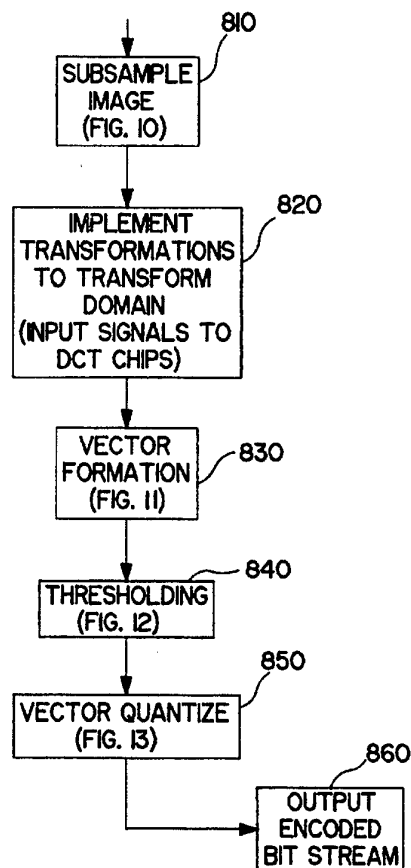 810
SUBSAMPLE
IMAGE
(FIG. 10)
820
IMPLEMENT
TRANSFORMATIONS
TO TRANSFORM
DOMAIN
(INPUT SIGNALS TO
DCT CHIPS)
830
VECTOR
FORMATION
(FIG. 11)
840
THRESHOLDING
(FIG. 12)
850
VECTOR QUANTIZE
(FIG. 13)
860
OUTPUT
ENCODED
BIT STREAM